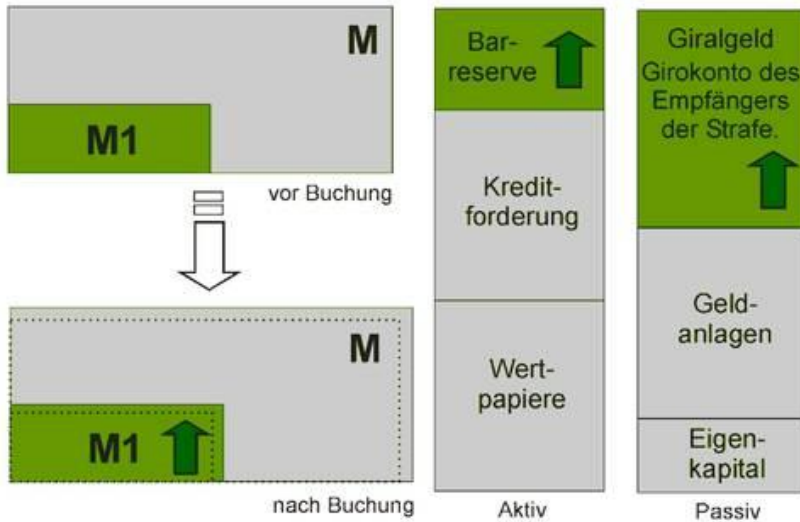 M
M1
vor Buchung
M
M1
nach Buchung
Bar-
reserve
Kredit-
forderung
Wert-
papiere
Aktiv
Giralgeld
Girokonto des
Empfängers
der Strafe.
Geld-
anlagen
Eigen-
kapital
Passiv